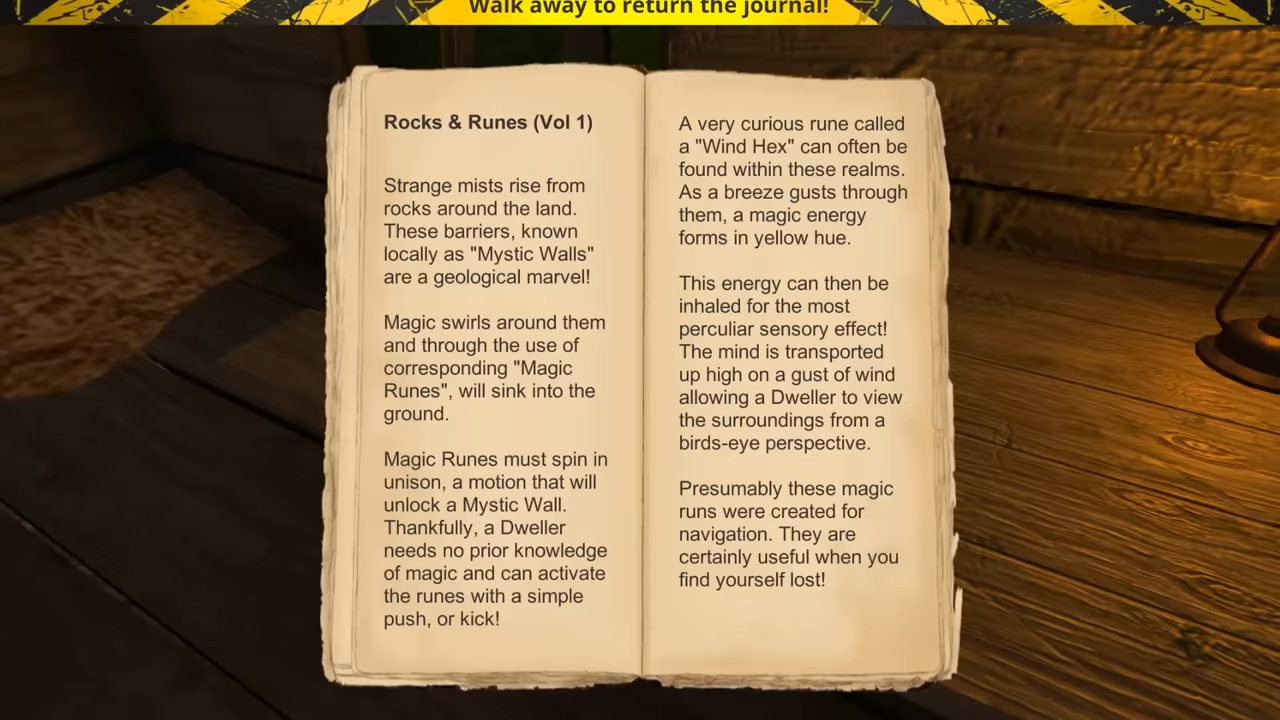 Walk away to return the journal!
Rocks & Runes (Vol 1)
Strange mists rise from
rocks around the land.
These barriers, known
locally as "Mystic Walls"
are a geological marvel!
Magic swirls around them
and through the use of
corresponding "Magic
Runes", will sink into the
ground.
Magic Runes must spin in
unison, a motion that will
unlock a Mystic Wall.
Thankfully, a Dweller
needs no prior knowledge
of magic and can activate
the runes with a simple
push, or kick!
A very curious rune called
a "Wind Hex" can often be
found within these realms.
As a breeze gusts through
them, a magic energy
forms in yellow hue.
This energy can then be
inhaled for the most
perculiar sensory effect!
The mind is transported
up high on a gust of wind
allowing a Dweller to view
the surroundings from a
birds-eye perspective.
Presumably these magic
runs were created for
navigation. They are
certainly useful when you
find yourself lost!